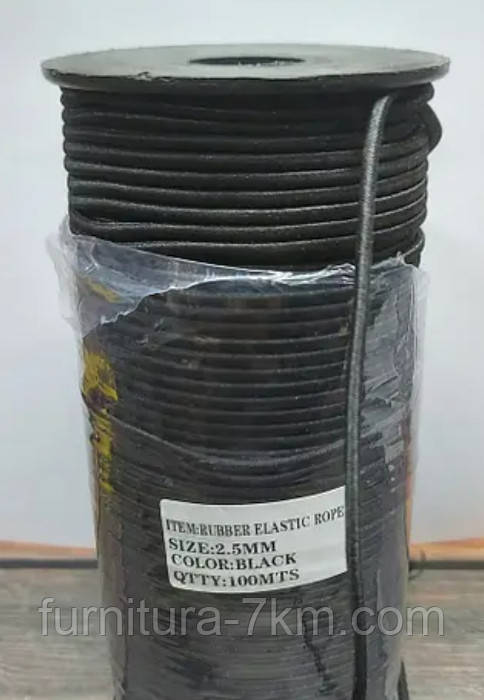 ITEM:RUBBER ELASTIC ROPE
SIZE:2.5MM
COLOR:BLACK
QTTY:100MTS
furnitura-7km.com